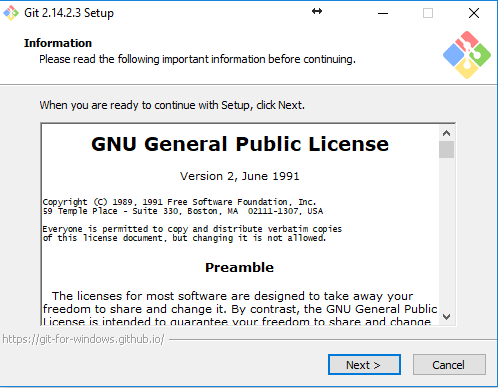 Git 2.14.2.3 Setup
Information
Please read the following important information before continuing.
When you are ready to continue with Setup, click Next.
GNU General Public License
Version 2, June 1991
Copyright (C) 1989, 1991 Free Software Foundation, Inc.
59 Temple Place - Suite 330, Boston, MA  02111-1307, USA
Everyone is permitted to copy and distribute verbatim copies
of this license document, but changing it is not allowed.
Preamble
The licenses for most software are designed to take away your
freedom to share and change it. By contrast, the GNU General Public
License is intended to guarantee your freedom to share and change
https://git-for-windows.github.io/
Next >
Cancel